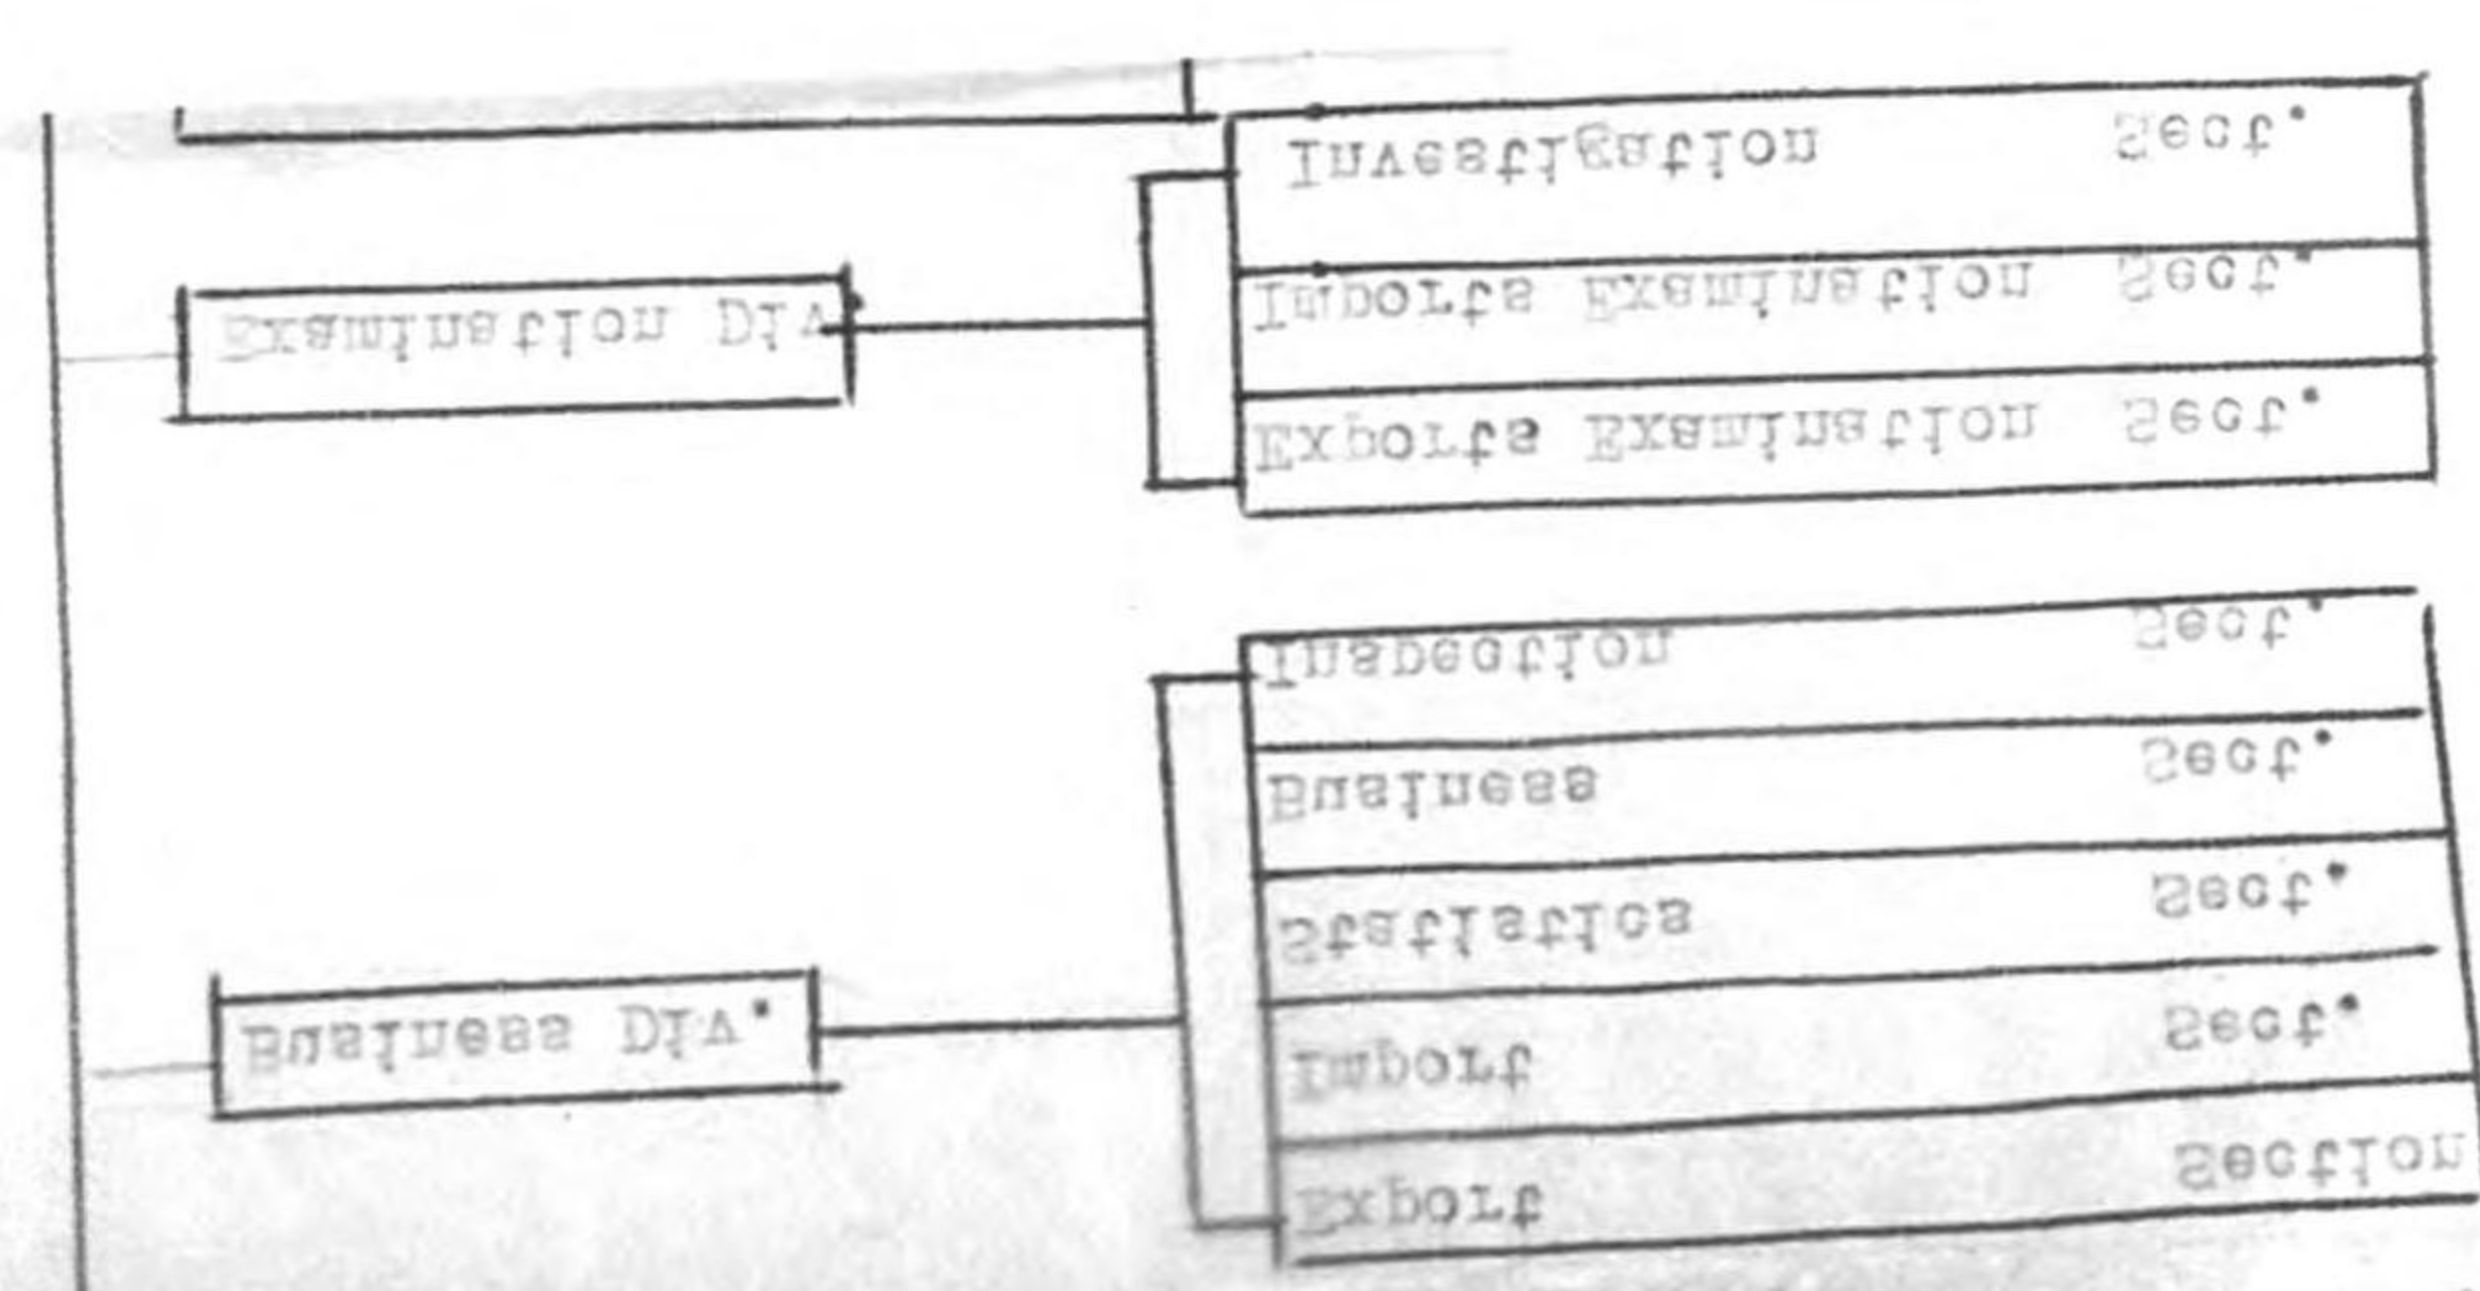 Business Div.
Export Section
Import Sect.
Statistics Sect.
Business Sect.
Inspection Sect.
Examination Div.
Exports Examination Sect.
Imports Examination Sect.
Investigation Sect.